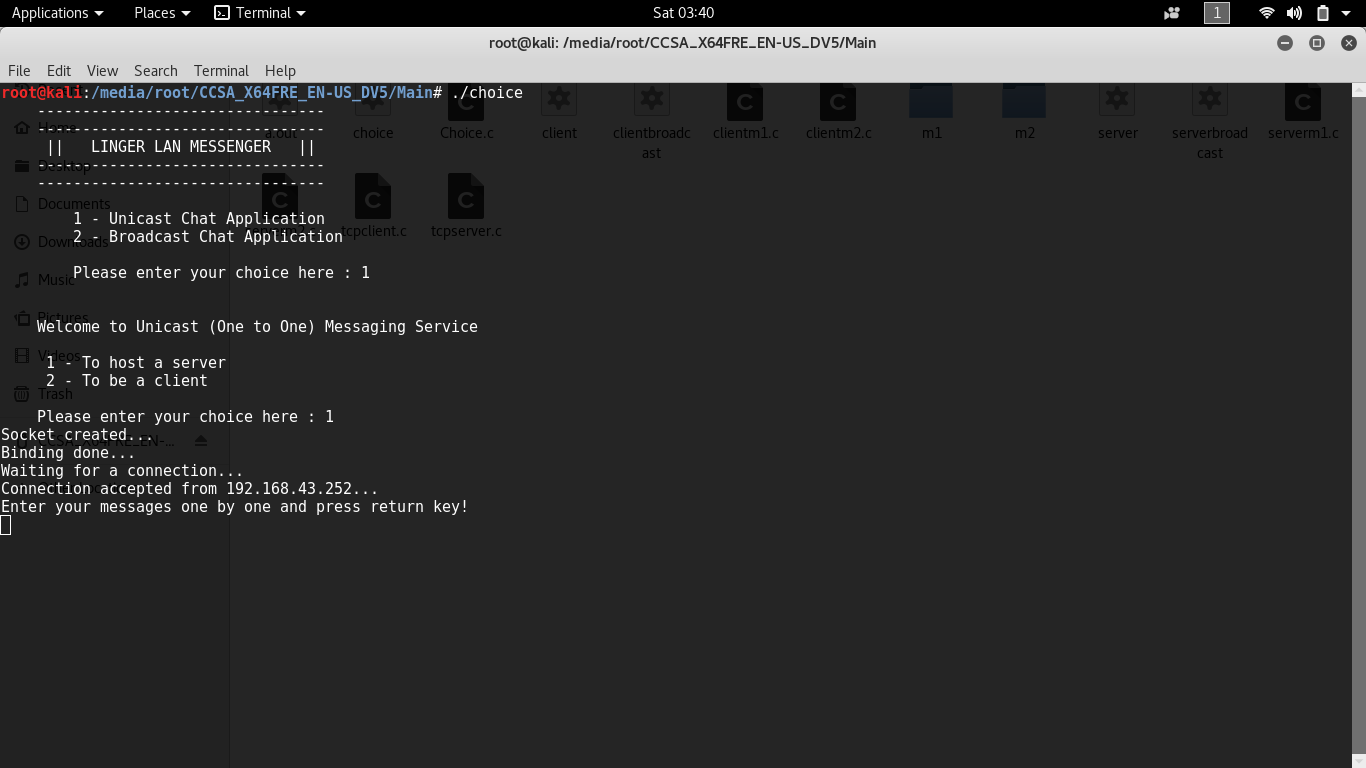 Applications Places Terminal Sat 03:40 1
root@kali: /media/root/CCSA_X64FRE_EN-US_DV5/Main
File Edit View Search Terminal Help
root@kali:/media/root/CCSA_X64FRE_EN-US_DV5/Main# ./choice
--------------------------------
--------------------------------
|| LINGER LAN MESSENGER ||
--------------------------------
--------------------------------
1 - Unicast Chat Application
2 - Broadcast Chat Application
Please enter your choice here : 1
Welcome to Unicast (One to One) Messaging Service
1 - To host a server
2 - To be a client
Please enter your choice here : 1
Socket created...
Binding done...
Waiting for a connection...
Connection accepted from 192.168.43.252...
Enter your messages one by one and press return key!
Home
Desktop
Documents
Downloads
Music
Pictures
Videos
Trash
CCSA_X64FRE_EN-...
a.out choice Choice.c client clientbroadc clientm1.c clientm2.c m1 m2 server serverbroad serverm1.c
ast cast
tcpclient.c tcpserver.c